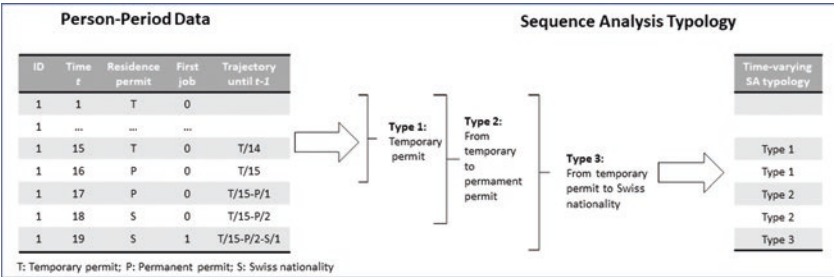 Person-Period Data
Sequence Analysis Typology
ID Time t Residence permit First job Trajectory until t-1
1 1 T 0
1 ... ... ...
1 15 T 0 T/14
1 16 P 0 T/15
1 17 P 0 T/15-P/1
1 18 S 0 T/15-P/2
1 19 S 1 T/15-P/2-S/1
Type 1:
Temporary
permit
Type 2:
From
temporary
to
permament
permit
Type 3:
From temporary
permit to Swiss
nationality
Time-varying
SA typology
Type 1
Type 1
Type 2
Type 2
Type 3
T: Temporary permit; P: Permanent permit; S: Swiss nationality